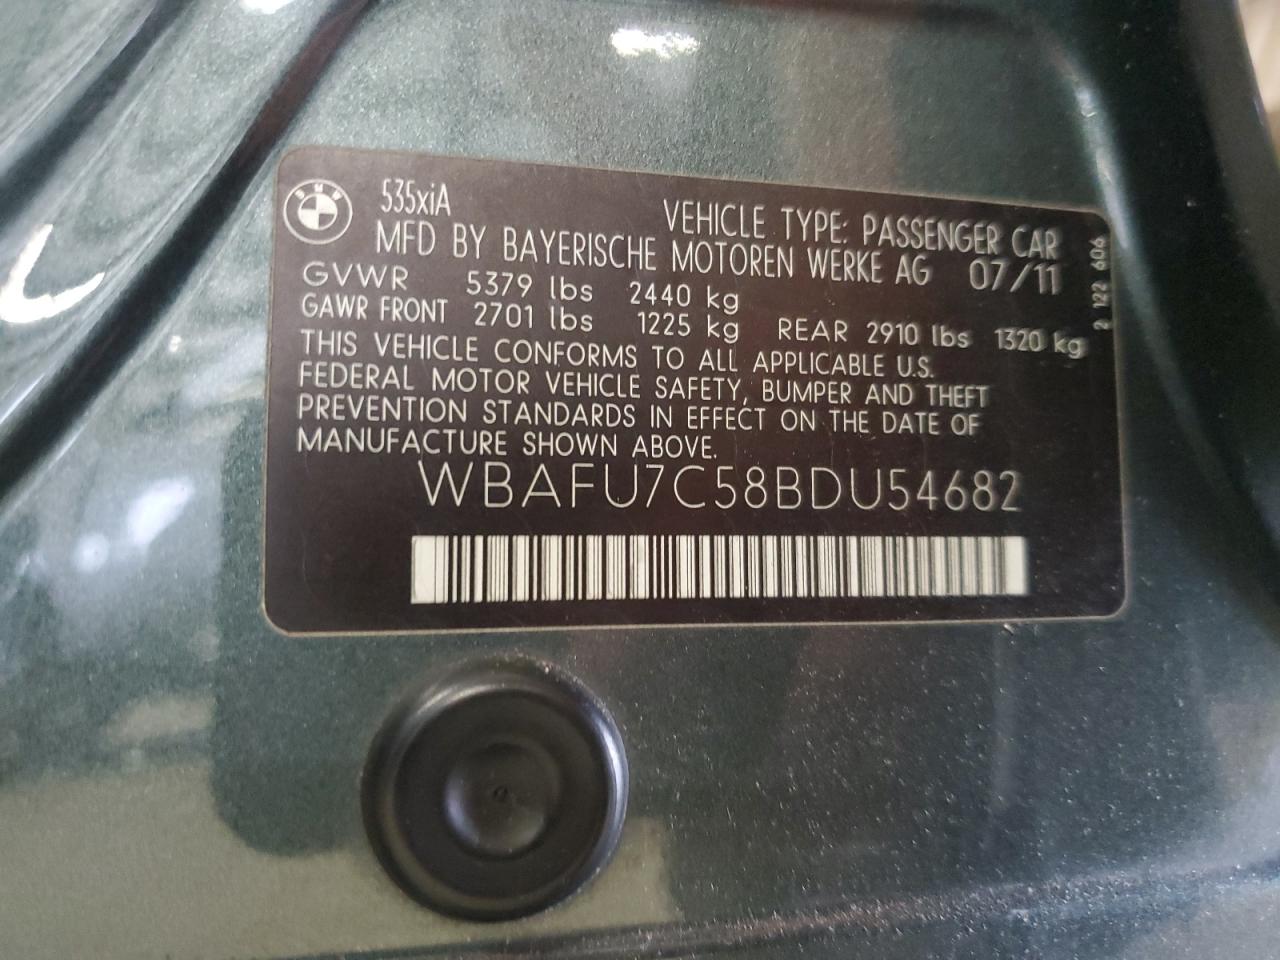 BMW
535xiA
VEHICLE TYPE: PASSENGER CAR
MFD BY BAYERISCHE MOTOREN WERKE AG 07/11
GVWR 5379 lbs 2440 kg
GAWR FRONT 2701 lbs 1225 kg REAR 2910 lbs 1320 kg
THIS VEHICLE CONFORMS TO ALL APPLICABLE U.S.
FEDERAL MOTOR VEHICLE SAFETY, BUMPER AND THEFT
PREVENTION STANDARDS IN EFFECT ON THE DATE OF
MANUFACTURE SHOWN ABOVE.
WBAFU7C58BDU54682
2 122 606